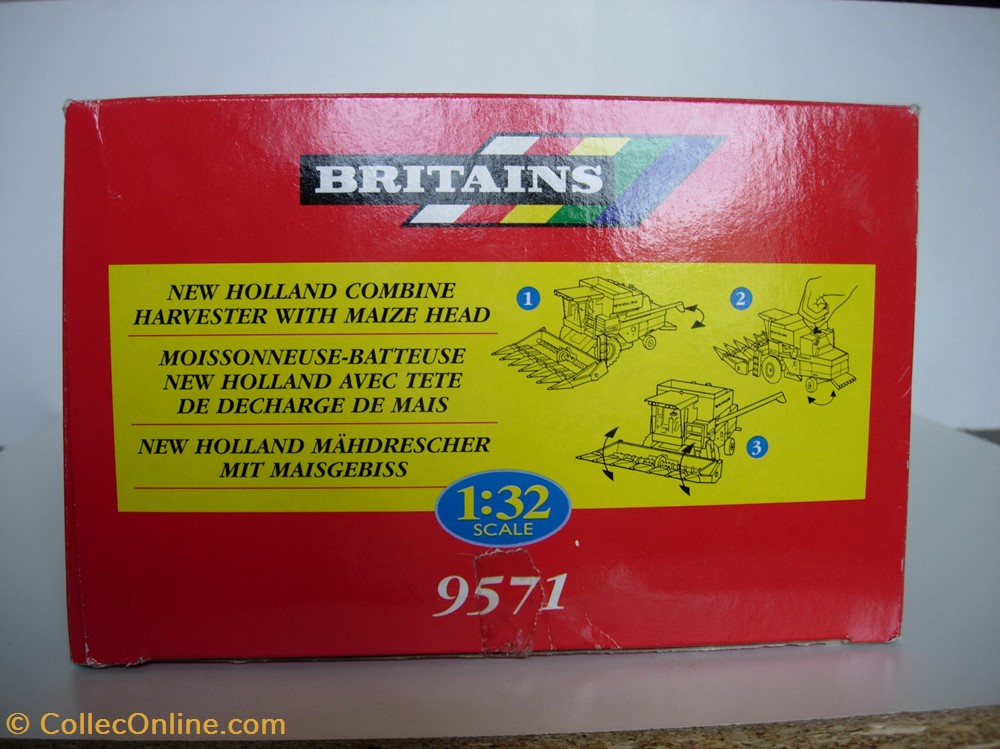 BRITAINS
NEW HOLLAND COMBINE
HARVESTER WITH MAIZE HEAD
MOISSONNEUSE-BATTEUSE
NEW HOLLAND AVEC TETE
DE DECHARGE DE MAIS
NEW HOLLAND MÄHDRESCHER
MIT MAISGEBISS
1
2
3
1:32
SCALE
9571
© CollecOnline.com